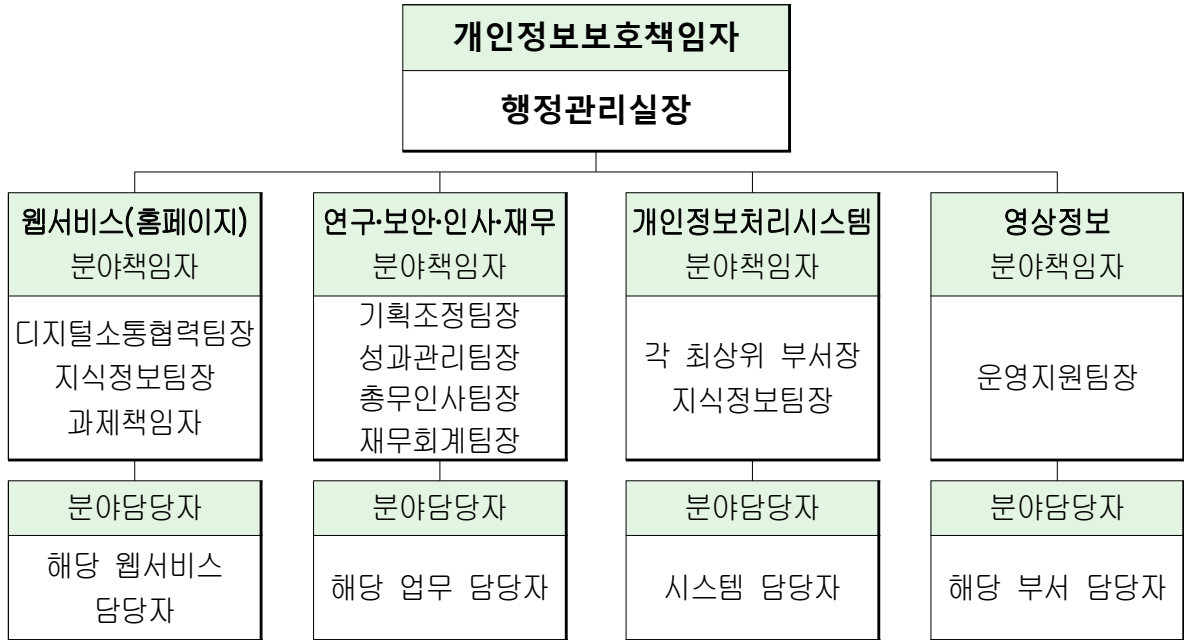 개인정보보호책임자
행정관리실장
웹서비스(홈페이지)
분야책임자
디지털소통협력팀장
지식정보팀장
과제책임자
분야담당자
해당 웹서비스
담당자
연구·보안·인사·재무
분야책임자
기획조정팀장
성과관리팀장
총무인사팀장
재무회계팀장
분야담당자
해당 업무 담당자
개인정보처리시스템
분야책임자
각 최상위 부서장
지식정보팀장
분야담당자
시스템 담당자
영상정보
분야책임자
운영지원팀장
분야담당자
해당 부서 담당자